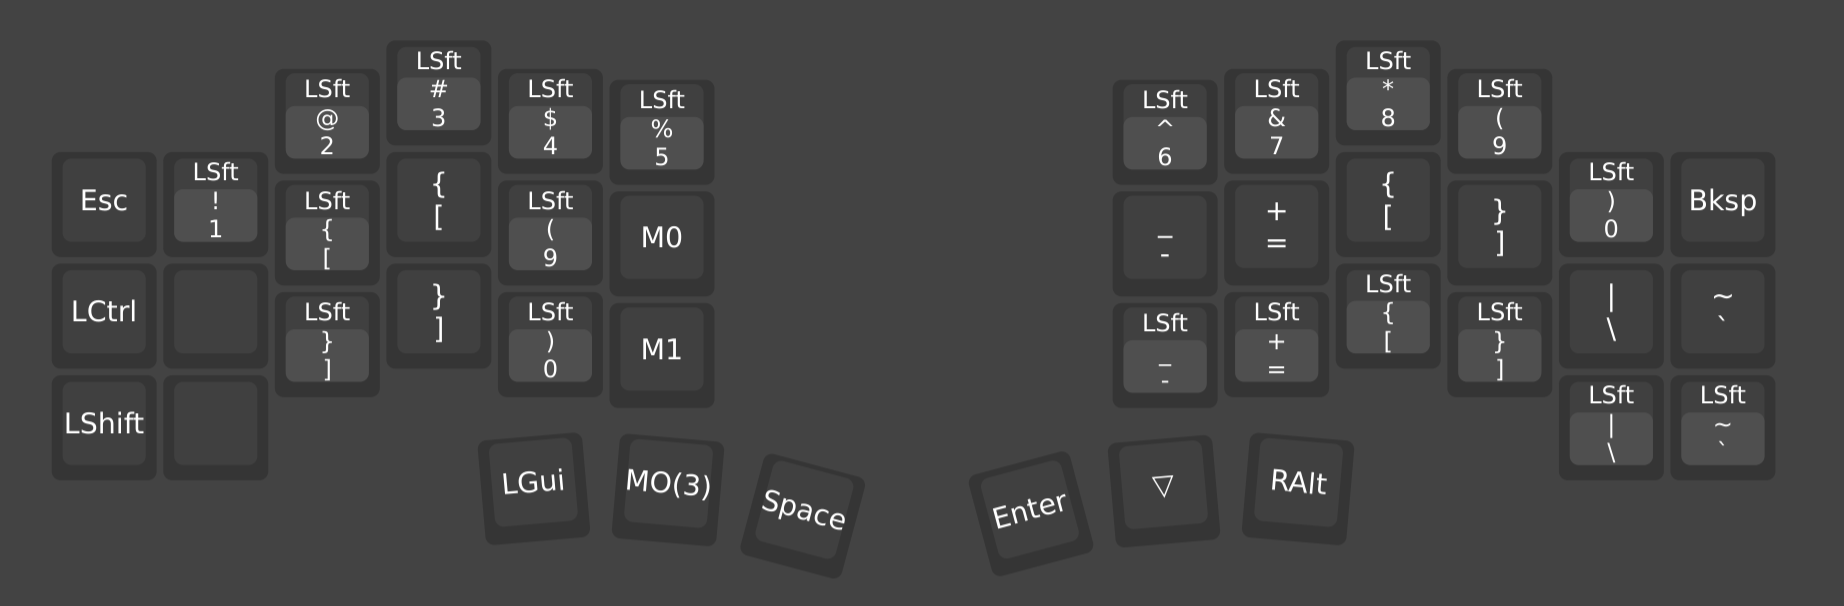 Esc
LSft
!
1
LSft
@
2
LSft
#
3
LSft
$
4
LSft
%
5
LSft
^
6
LSft
&
7
LSft
*
8
LSft
(
9
LSft
)
0
Bksp
LCtrl
LSft
{
[
{
[
LSft
(
9
M0
_
-
+
=
{
[
}
]
|
\
~
`
LShift
LSft
}
]
}
]
LSft
)
0
M1
LSft
_
-
LSft
+
=
LSft
{
[
LSft
}
]
LSft
|
\
LSft
~
`
LGui
MO(3)
Space
Enter
▽
RAlt